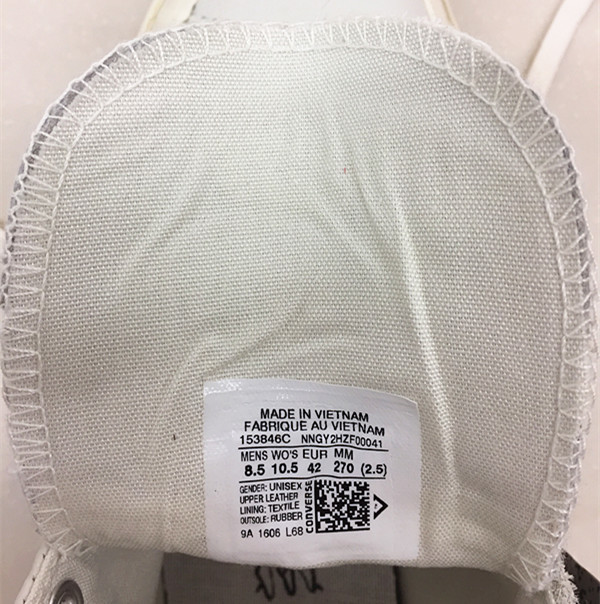 MADE IN VIETNAM
FABRIQUE AU VIETNAM
153846C NNGY2HZF00041
MENS WO'S EUR MM
8.5 10.5 42 270 (2.5)
GENDER: UNISEX
UPPER LEATHER
LINING: TEXTILE
OUTSOLE: RUBBER
CONVERSE
9A 1606 L68